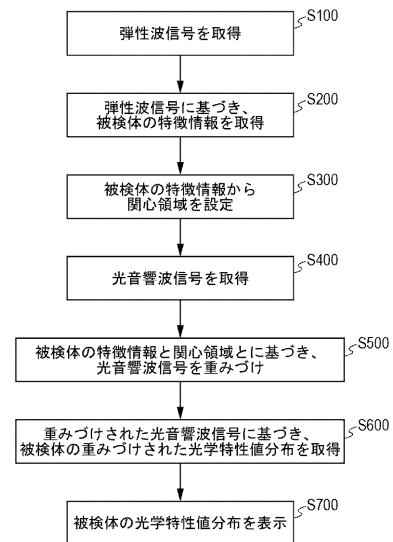 弾性波信号を取得
S100
弾性波信号に基づき、
被検体の特徴情報を取得
S200
被検体の特徴情報から
関心領域を設定
S300
光音響波信号を取得
S400
被検体の特徴情報と関心領域とに基づき、
光音響波信号を重みづけ
S500
重みづけされた光音響波信号に基づき、
被検体の重みづけされた光学特性値分布を取得
S600
被検体の光学特性値分布を表示
S700